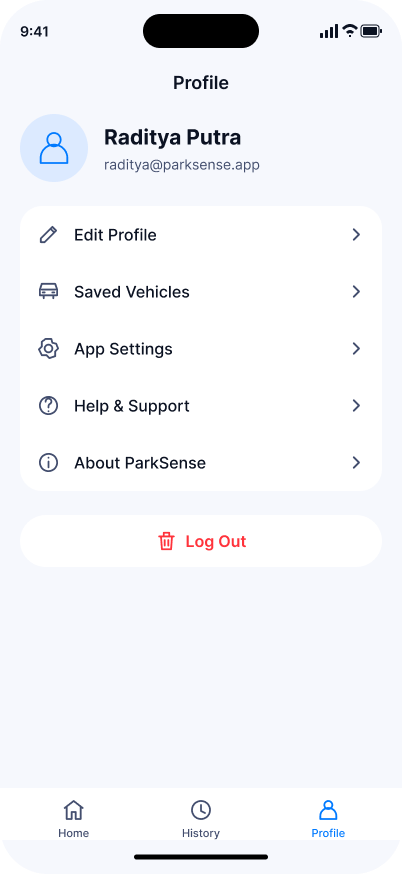 9:41
Profile
Raditya Putra
raditya@parksense.app
Edit Profile
Saved Vehicles
App Settings
Help & Support
About ParkSense
Log Out
Home
History
Profile